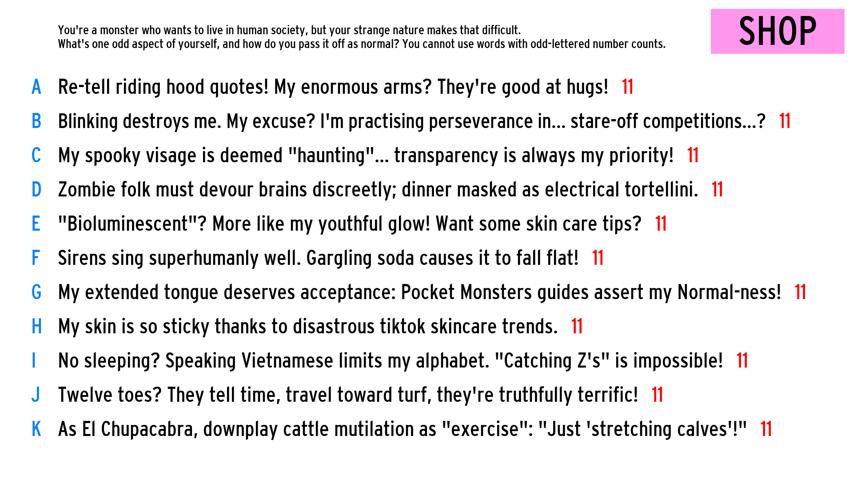 You're a monster who wants to live in human society, but your strange nature makes that difficult.
What's one odd aspect of yourself, and how do you pass it off as normal? You cannot use words with odd-lettered number counts.
SHOP
A Re-tell riding hood quotes! My enormous arms? They're good at hugs! 11
B Blinking destroys me. My excuse? I'm practising perseverance in... stare-off competitions...? 11
C My spooky visage is deemed "haunting"... transparency is always my priority! 11
D Zombie folk must devour brains discreetly; dinner masked as electrical tortellini. 11
E "Bioluminescent"? More like my youthful glow! Want some skin care tips? 11
F Sirens sing superhumanly well. Gargling soda causes it to fall flat! 11
G My extended tongue deserves acceptance: Pocket Monsters guides assert my Normal-ness! 11
H My skin is so sticky thanks to disastrous tiktok skincare trends. 11
I No sleeping? Speaking Vietnamese limits my alphabet. "Catching Z's" is impossible! 11
J Twelve toes? They tell time, travel toward turf, they're truthfully terrific! 11
K As El Chupacabra, downplay cattle mutilation as "exercise": "Just 'stretching calves'!" 11